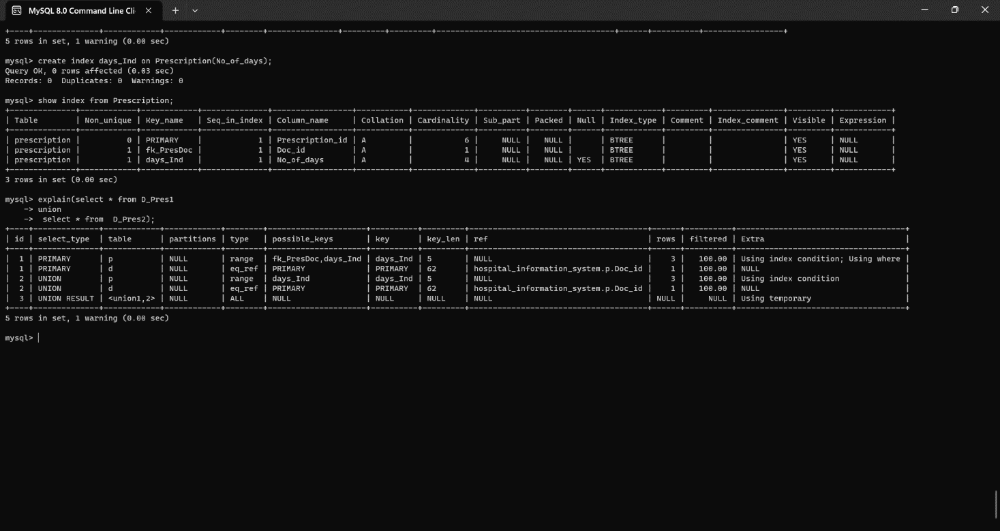 MySQL 8.0 Command Line Cli
+----+--------------+------------+------------+--------+---------------+---------+---------+--------------------------------------+------+----------+-----------------+
5 rows in set, 1 warning (0.00 sec)
mysql> create index days_Ind on Prescription(No_of_days);
Query OK, 0 rows affected (0.03 sec)
Records: 0  Duplicates: 0  Warnings: 0
mysql> show index from Prescription;
+--------------+------------+------------+--------------+-----------------+-----------+-------------+----------+--------+------+------------+---------+---------------+---------+------------+
| Table        | Non_unique | Key_name   | Seq_in_index | Column_name     | Collation | Cardinality | Sub_part | Packed | Null | Index_type | Comment | Index_comment | Visible | Expression |
+--------------+------------+------------+--------------+-----------------+-----------+-------------+----------+--------+------+------------+---------+---------------+---------+------------+
| prescription |          0 | PRIMARY    |            1 | Prescription_id | A         |           6 |     NULL |   NULL |      | BTREE      |         |               | YES     | NULL       |
| prescription |          1 | fk_PresDoc |            1 | Doc_id          | A         |           1 |     NULL |   NULL |      | BTREE      |         |               | YES     | NULL       |
| prescription |          1 | days_Ind   |            1 | No_of_days      | A         |           4 |     NULL |   NULL | YES  | BTREE      |         |               | YES     | NULL       |
+--------------+------------+------------+--------------+-----------------+-----------+-------------+----------+--------+------+------------+---------+---------------+---------+------------+
3 rows in set (0.00 sec)
mysql> explain(select * from D_Pres1
    -> union
    ->  select * from  D_Pres2);
+----+--------------+------------+------------+--------+---------------------+----------+---------+--------------------------------------+------+----------+------------------------------------+
| id | select_type  | table      | partitions | type   | possible_keys       | key      | key_len | ref                                  | rows | filtered | Extra                              |
+----+--------------+------------+------------+--------+---------------------+----------+---------+--------------------------------------+------+----------+------------------------------------+
|  1 | PRIMARY      | p          | NULL       | range  | fk_PresDoc,days_Ind | days_Ind | 5       | NULL                                 |    3 |   100.00 | Using index condition; Using where |
|  1 | PRIMARY      | d          | NULL       | eq_ref | PRIMARY             | PRIMARY  | 62      | hospital_information_system.p.Doc_id |    1 |   100.00 | NULL                               |
|  2 | UNION        | p          | NULL       | range  | days_Ind            | days_Ind | 5       | NULL                                 |    3 |   100.00 | Using index condition              |
|  2 | UNION        | d          | NULL       | eq_ref | PRIMARY             | PRIMARY  | 62      | hospital_information_system.p.Doc_id |    1 |   100.00 | NULL                               |
|  3 | UNION RESULT | <union1,2> | NULL       | ALL    | NULL                | NULL     | NULL    | NULL                                 | NULL |     NULL | Using temporary                    |
+----+--------------+------------+------------+--------+---------------------+----------+---------+--------------------------------------+------+----------+------------------------------------+
5 rows in set, 1 warning (0.00 sec)
mysql>